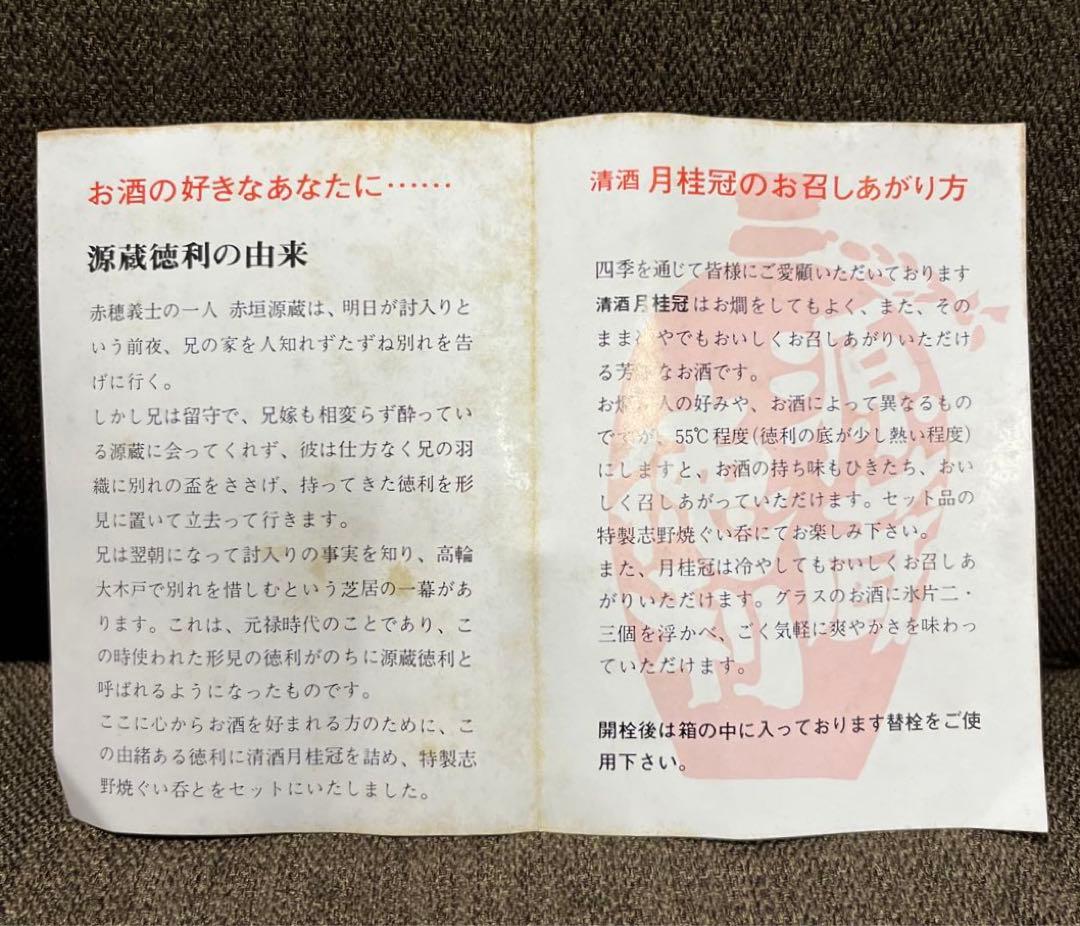 お酒の好きなあなたに……
源蔵徳利の由来
赤穂義士の一人 赤垣源蔵は、明日が討入りと
いう前夜、兄の家を人知れずたずね別れを告
げに行く。
しかし兄は留守で、兄嫁も相変らず酔ってい
る源蔵に会ってくれず、彼は仕方なく兄の羽
織に別れの盃をささげ、持ってきた徳利を形
見に置いて立去って行きます。
兄は翌朝になって討入りの事実を知り、高輪
大木戸で別れを惜しむという芝居の一幕があ
ります。これは、元禄時代のことであり、こ
の時使われた形見の徳利がのちに源蔵徳利と
呼ばれるようになったものです。
ここに心からお酒を好まれる方のために、こ
の由緒ある徳利に清酒月桂冠を詰め、特製志
野焼ぐい呑とをセットにいたしました。
清酒 月桂冠のお召しあがり方
四季を通じて皆様にご愛顧いただいております
清酒月桂冠はお燗をしてもよく、また、その
ままひやでもおいしくお召しあがりいただけ
る芳なお酒です。
お燗人の好みや、お酒によって異なるもの
ですが、55℃程度(徳利の底が少し熱い程度)
にしますと、お酒の持ち味もひきたち、おい
しく召しあがっていただけます。セット品の
特製志野焼ぐい呑にてお楽しみ下さい。
また、月桂冠は冷やしてもおいしくお召しあ
がりいただけます。グラスのお酒に氷片二・
三個を浮かべ、ごく気軽に爽やかさを味わっ
ていただけます。
開栓後は箱の中に入っております替栓をご使
用下さい。